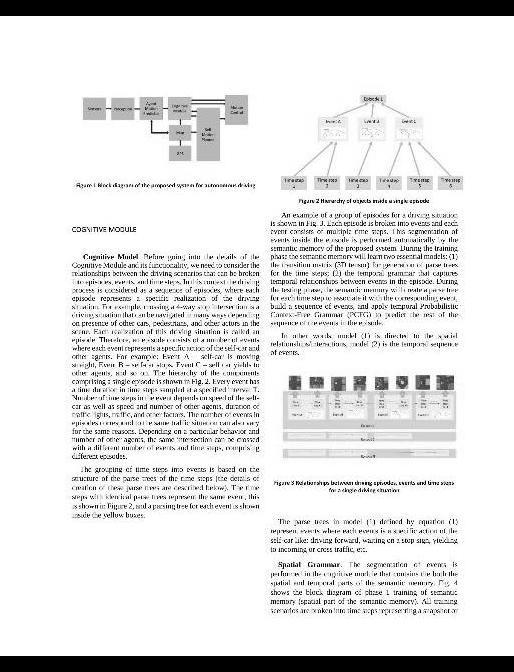 Sensors
Perception
Agent
Motion
Predictor
Cognitive
module
Motion
Control
Map
Self
Motion
Planner
GPS
Figure 1 Block diagram of the proposed system for autonomous driving
COGNITIVE MODULE
Cognitive Model. Before going into the details of the
Cognitive Module and its functionality, we need to consider the
relationships between the driving scenarios that can be broken
into episodes, events, and time steps. In this context the driving
process is considered as a sequence of episodes, where each
episode represents a specific realization of the driving
situation. For example, crossing a 4-way stop intersection is a
driving situation that can be navigated in many ways depending
on presence of other cars, pedestrians, and other actors in the
scene. Each realization of this driving situation is called an
episode. Therefore, an episode consists of a number of events
where each event represents a specific action of the self-car and
other agents. For example: Event A – self-car is moving
straight, Event B – self-car stops, Event C – self car yields to
other agents, and so on. The hierarchy of the components
comprising a single episode is shown in Fig. 2. Every event has
a time duration in time steps sampled at a specified interval T.
Number of time steps in the event depends on speed of the self-
car as well as speed and number of other agents, duration of
traffic lights, traffic, and other factors. The number of events in
episodes correspond to the same traffic situation can also vary
for the same reasons. Depending on a particular behavior and
number of other agents, the same intersection can be crossed
with a different number of events and time steps, comprising
different episodes.
The grouping of time steps into events is based on the
structure of the parse trees of the time steps (the details of
creation of these parse trees are described below). The time
steps with identical parse trees represent the same event, this
is shown in Figure 2, and a parsing tree for each event is shown
inside the yellow boxes.
Episode 1
Event A
Event B
Event C
Time step
1
Time step
2
Time step
3
Time step
4
Time step
5
Time step
6
Figure 2 Hierarchy of objects inside a single episode
An example of a group of episodes for a driving situation
is shown in Fig. 3. Each episode is broken into events and each
event consists of multiple time steps. This segmentation of
events inside the episode is performed automatically by the
semantic memory of the proposed system. During the training
phase the semantic memory will learn two essential models: (1)
the transition matrix (3D tensor) for generation of parse trees
for the time steps; (2) the temporal grammar that captures
temporal relationships between events in the episode. During
the testing phase, the semantic memory will create a parse tree
for each time step to associate it with the corresponding event,
build a sequence of events, and apply temporal Probabilistic
Context-Free Grammar (PCFG) to predict the rest of the
sequence of the events in the episode.
In other words, model (1) is directed to the spatial
relationships/interactions, model (2) is the temporal sequence
of events.
Figure 3 Relationships between driving episodes, events and time steps
for a single driving situation
The parse trees in model (1) defined by equation (1)
represent events where each events is a specific action of the
self-car like: driving forward, waiting on a stop sign, yielding
to incoming or cross traffic, etc.
Spatial Grammar. The segmentation of events is
performed in the cognitive module that contains the both the
spatial and temporal parts of the semantic memory. Fig. 4
shows the block diagram of phase 1 training of semantic
memory (spatial part of the semantic memory). All training
scenarios are broken into time steps representing a snapshot or